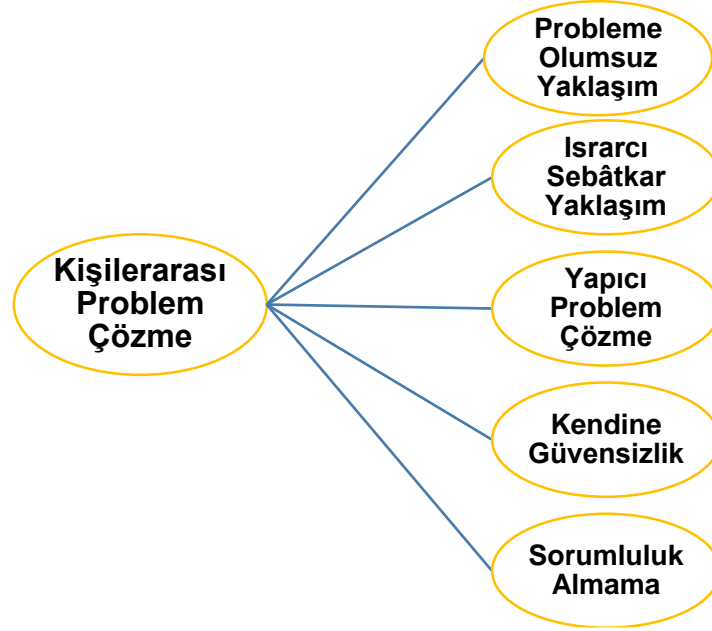 Probleme
Olumsuz
Yaklaşım
Israrcı
Sebâtkar
Yaklaşım
Kişilerarası
Problem
Çözme
Yapıcı
Problem
Çözme
Kendine
Güvensizlik
Sorumluluk
Almama